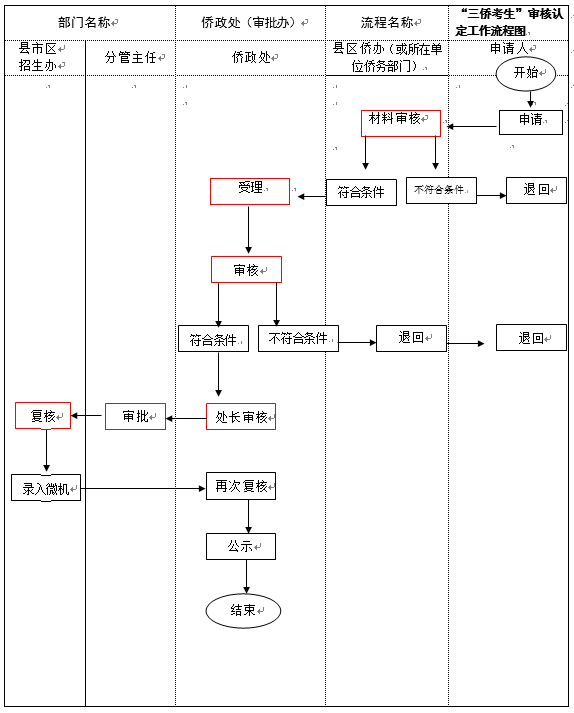 部门名称
侨政处（审批办）
流程名称
“三侨考生”审核认
定工作流程图
县市区
招生办
分管主任
侨政处
县区侨办（或所在单
位侨务部门）
申请人
开始
材料审核
申请
受理
符合条件
不符合条件
退回
审核
符合条件
不符合条件
退回
退回
复核
审批
处长审核
录入微机
再次复核
公示
结束